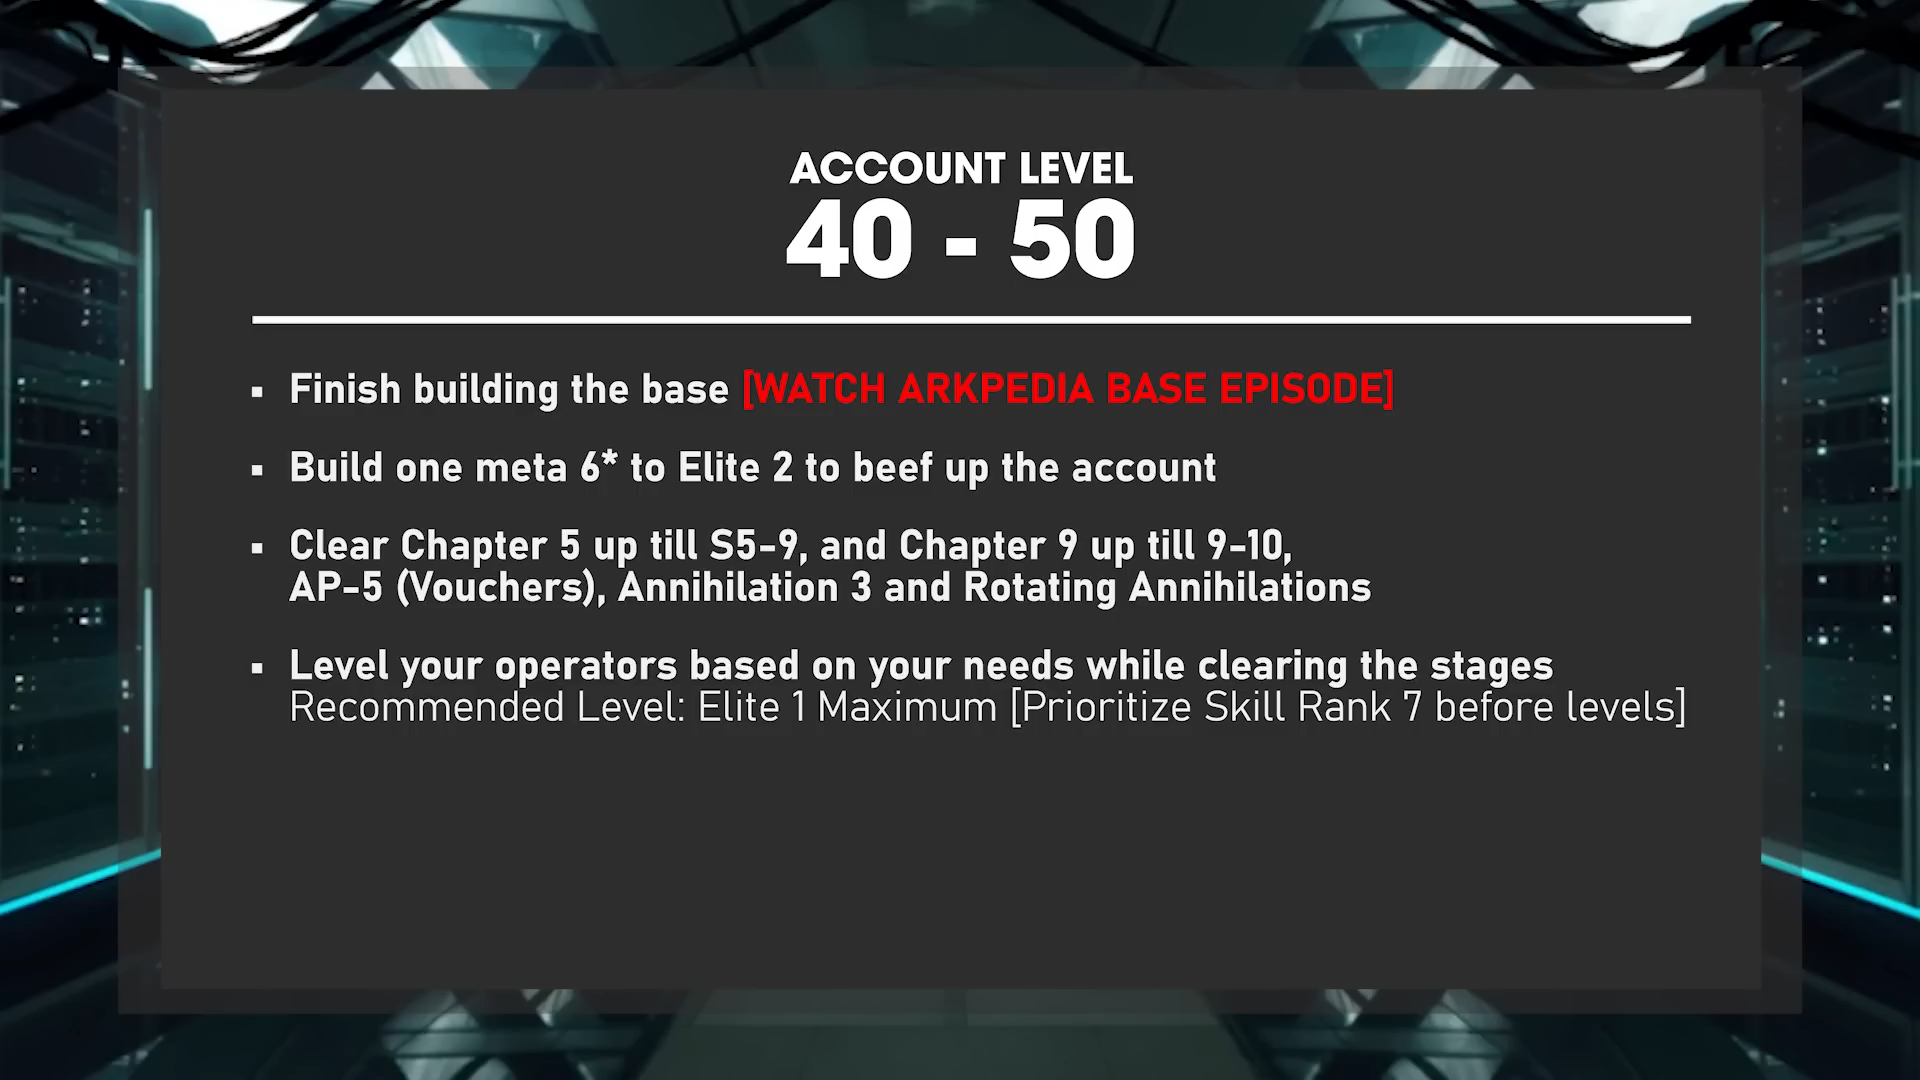 ACCOUNT LEVEL
40 - 50
▪ Finish building the base [WATCH ARKPEDIA BASE EPISODE]
▪ Build one meta 6* to Elite 2 to beef up the account
▪ Clear Chapter 5 up till S5-9, and Chapter 9 up till 9-10,
AP-5 (Vouchers), Annihilation 3 and Rotating Annihilations
▪ Level your operators based on your needs while clearing the stages
Recommended Level: Elite 1 Maximum [Prioritize Skill Rank 7 before levels]